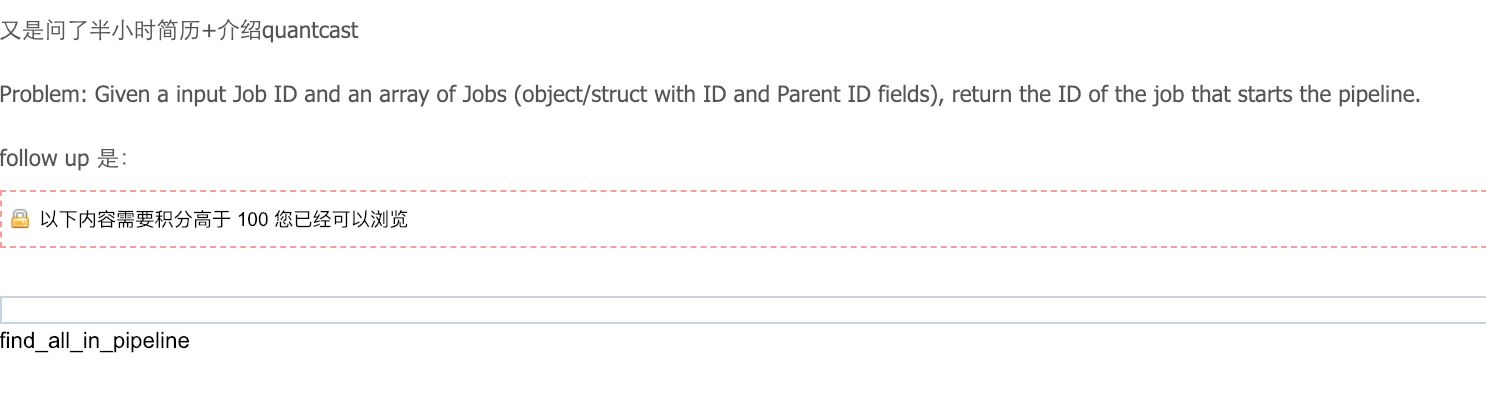 又是问了半小时简历+介绍quantcast
Problem: Given a input Job ID and an array of Jobs (object/struct with ID and Parent ID fields), return the ID of the job that starts the pipeline.
follow up 是：
以下内容需要积分高于 100 您已经可以浏览
find_all_in_pipeline